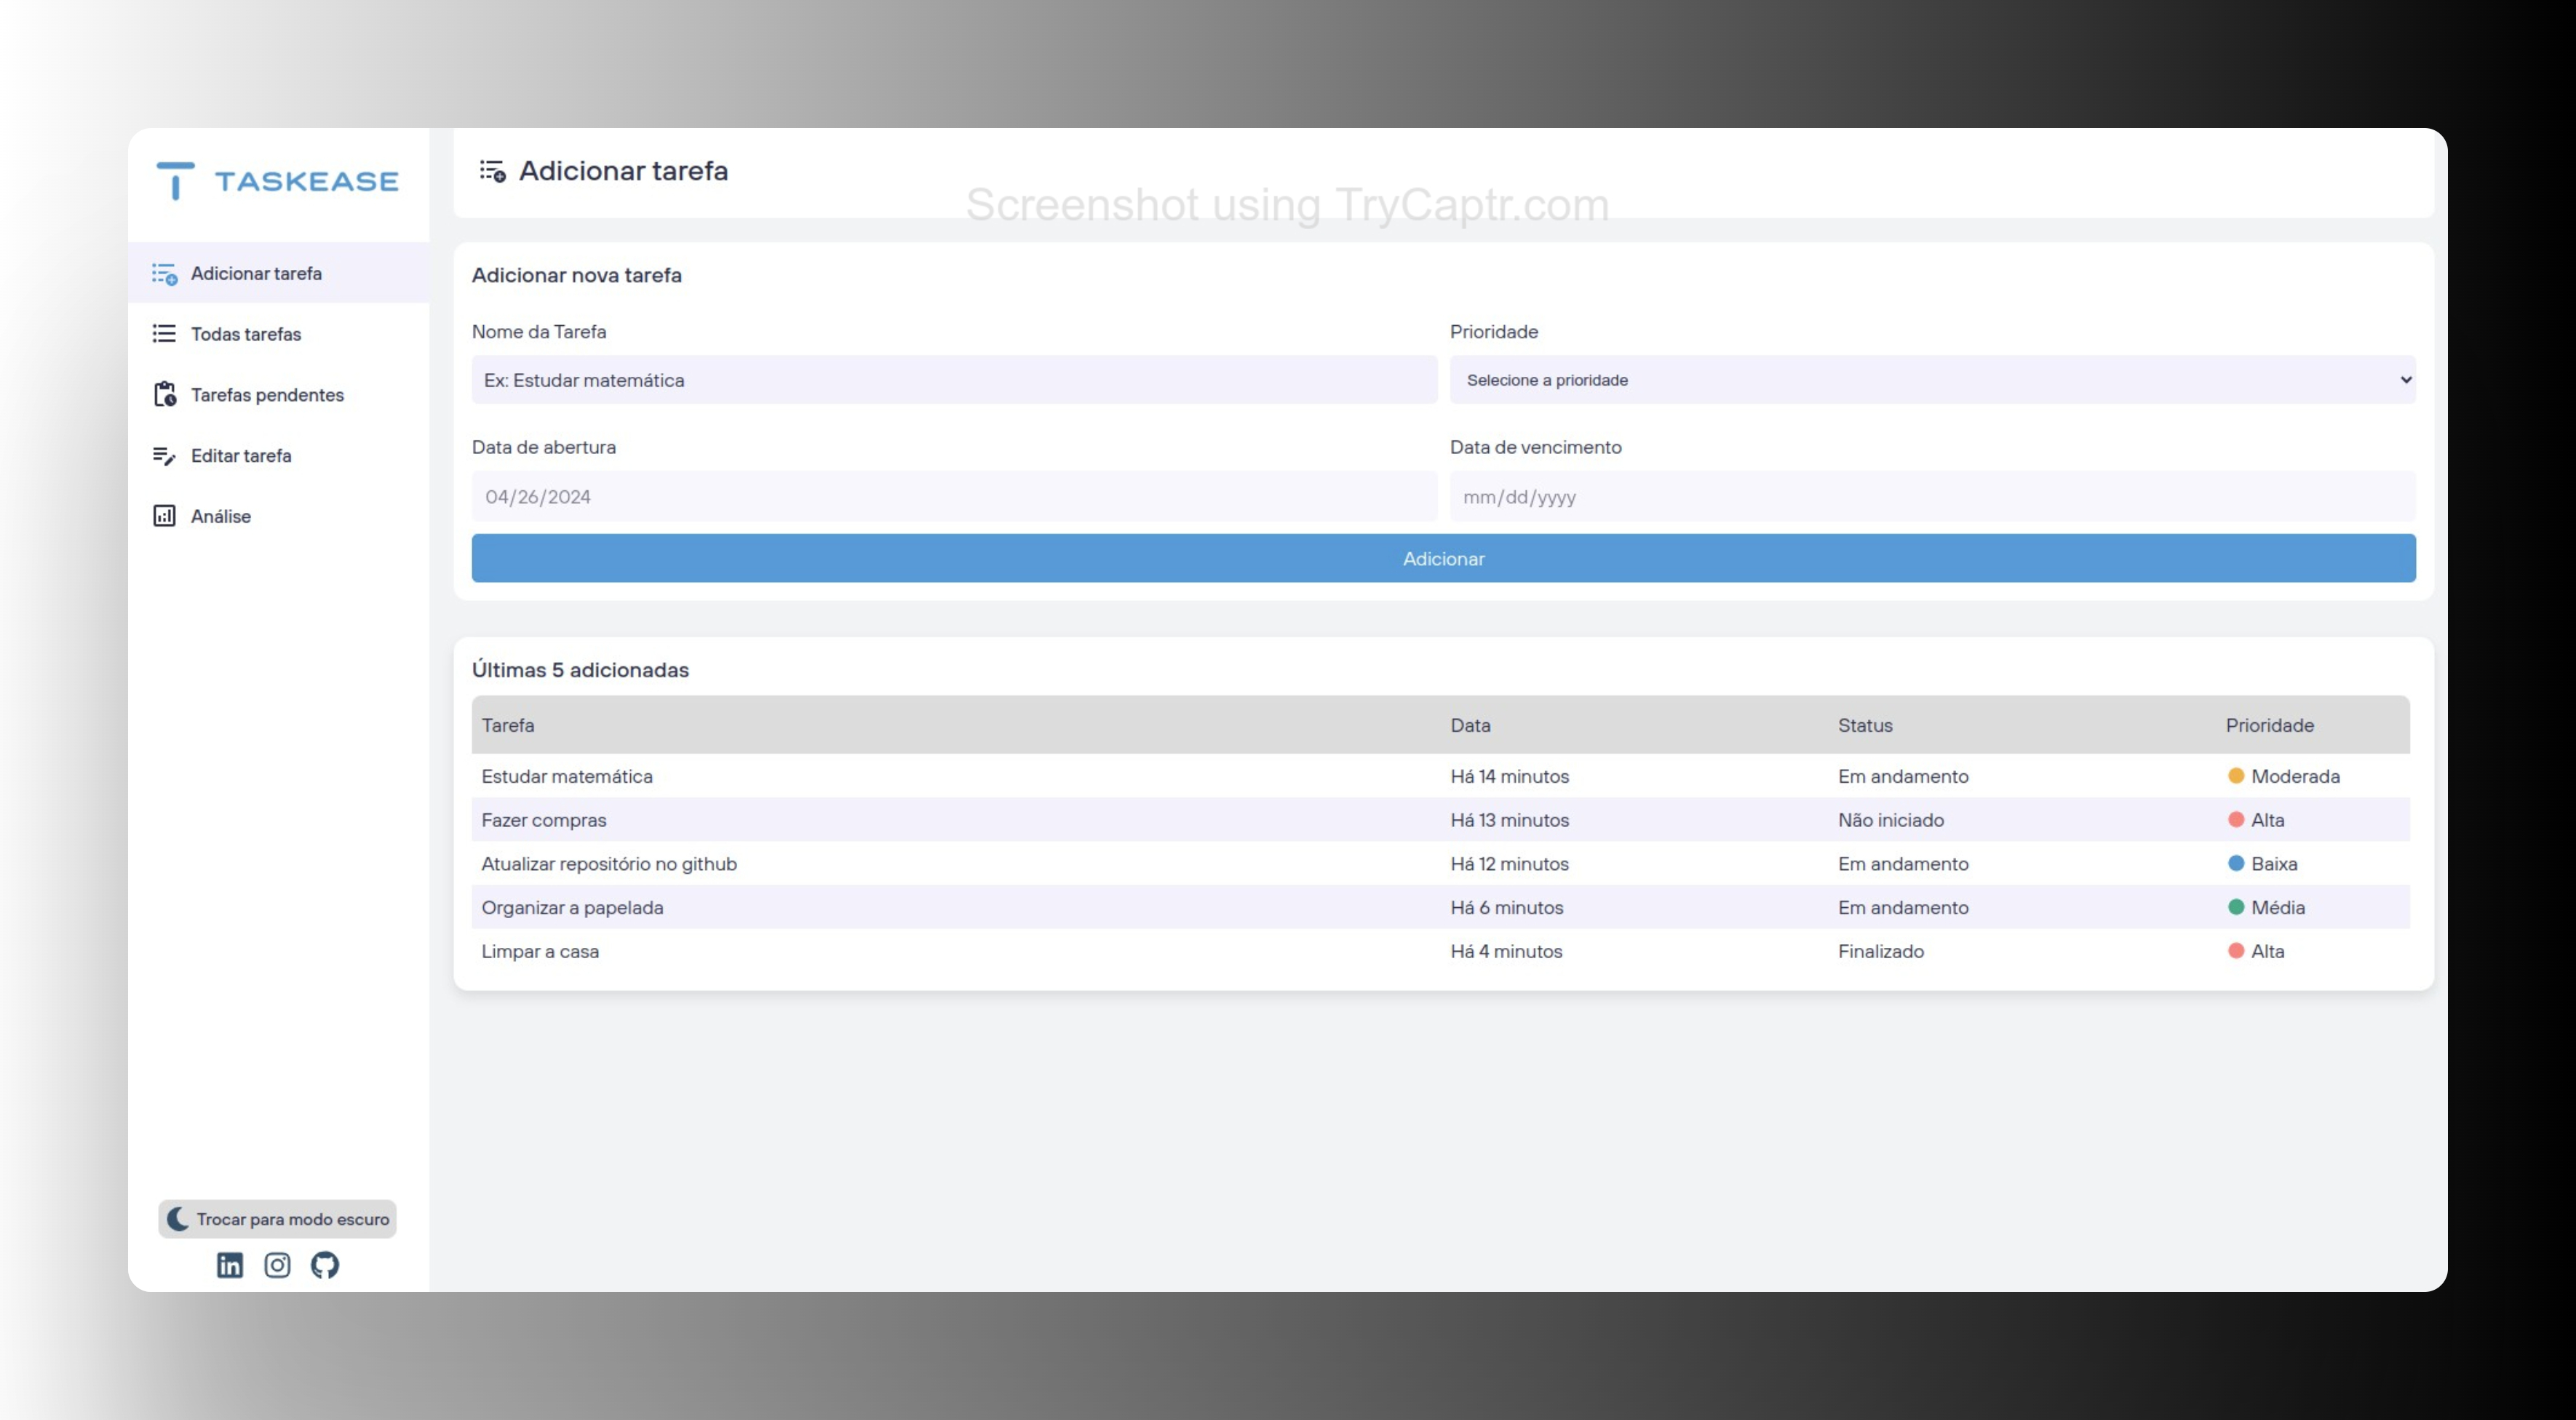 TASKEASE
Adicionar tarefa
Todas tarefas
Tarefas pendentes
Editar tarefa
Análise
Trocar para modo escuro
Adicionar tarefa
Screenshot using TryCaptr.com
Adicionar nova tarefa
Nome da Tarefa Prioridade
Ex: Estudar matemática Selecione a prioridade
Data de abertura Data de vencimento
04/26/2024 mm/dd/yyyy
Adicionar
Últimas 5 adicionadas
Tarefa Data Status Prioridade
Estudar matemática Há 14 minutos Em andamento Moderada
Fazer compras Há 13 minutos Não iniciado Alta
Atualizar repositório no github Há 12 minutos Em andamento Baixa
Organizar a papelada Há 6 minutos Em andamento Média
Limpar a casa Há 4 minutos Finalizado Alta